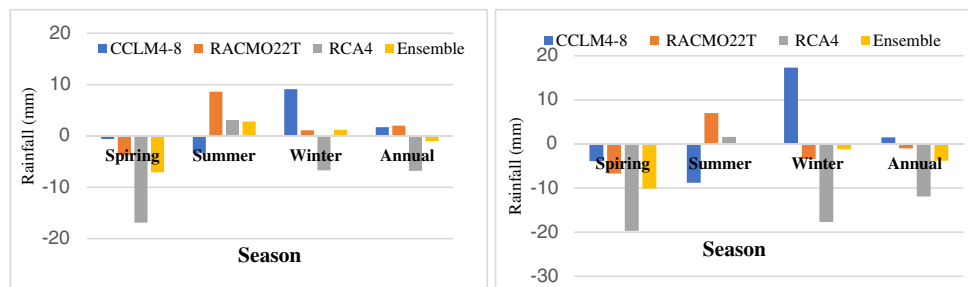 20
CCLM4-8 RACMO22T RCA4 Ensemble
10
0
Spiring Summer Winter Annual
-10
-20
Rainfall (mm)
Season
20
CCLM4-8 RACMO22T RCA4 Ensemble
10
0
Spiring Summer Winter Annual
-10
-20
-30
Rainfall (mm)
Season